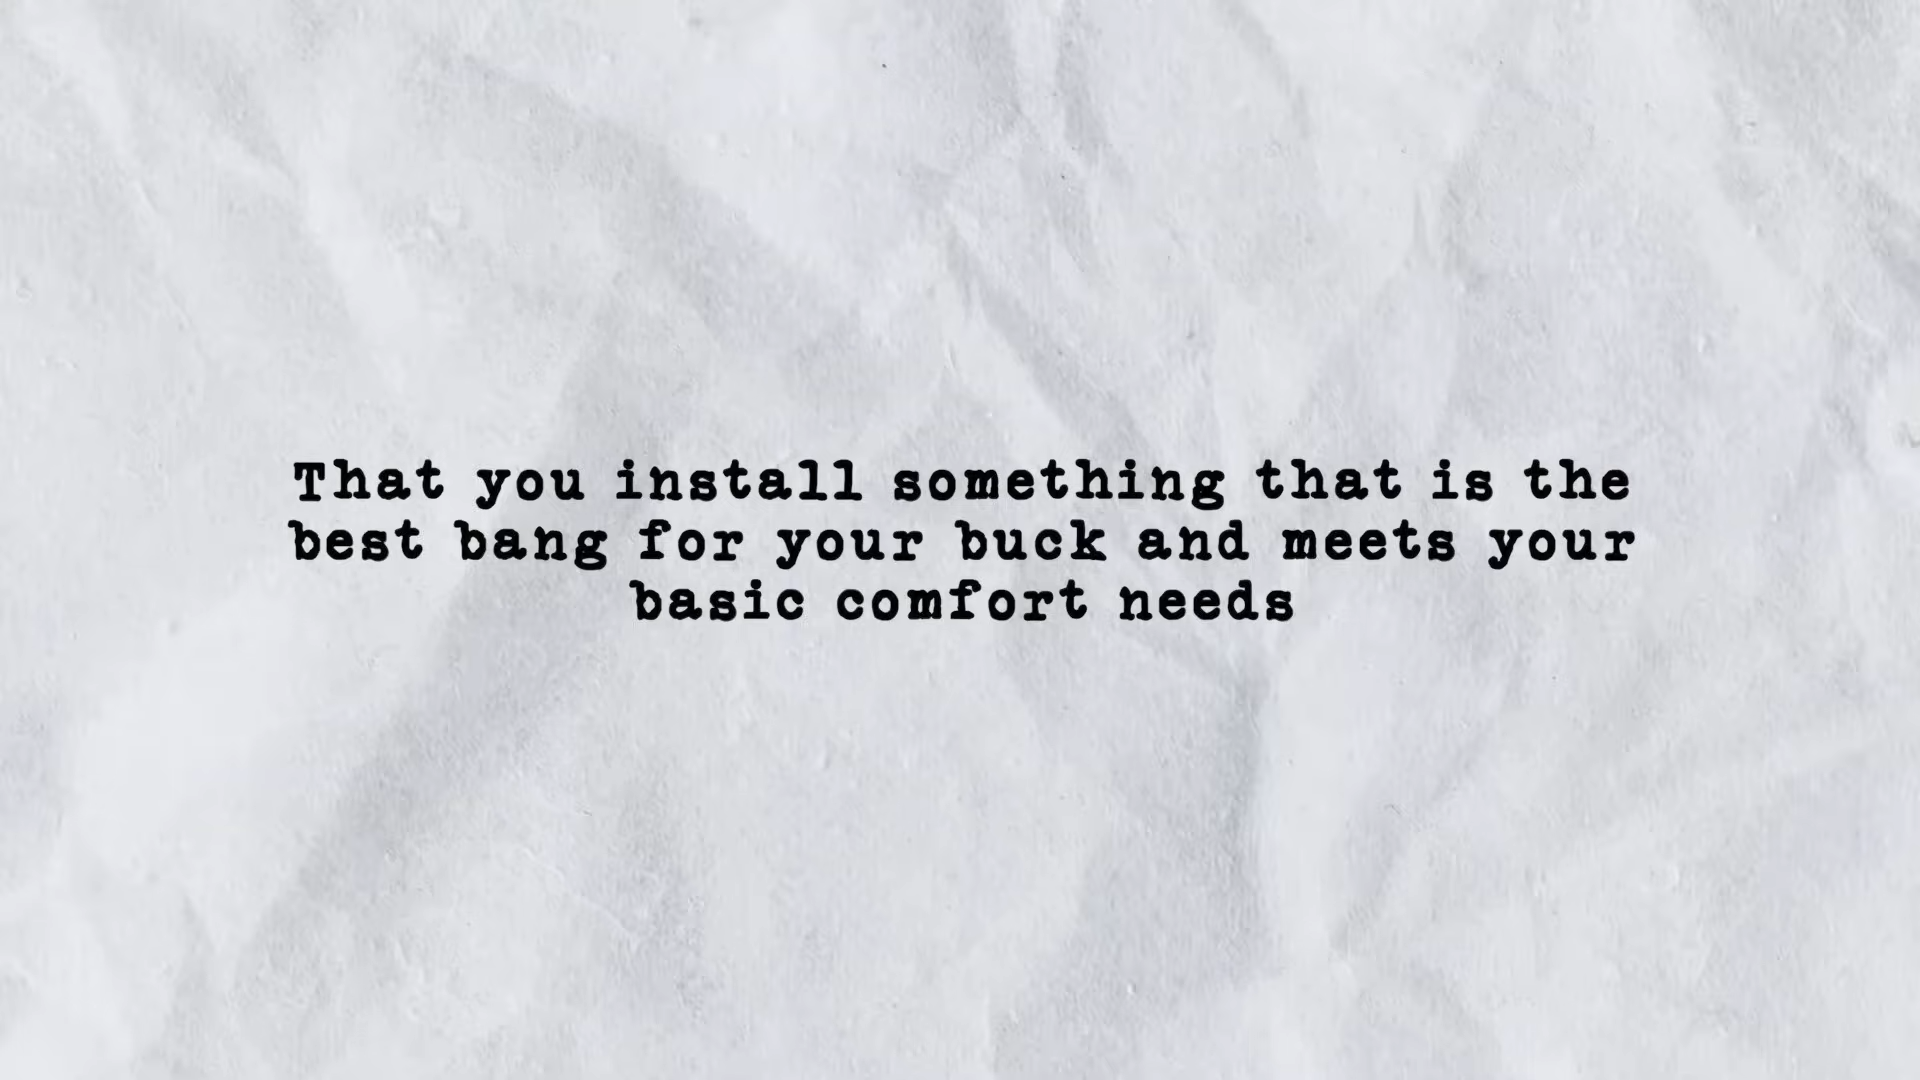 That you install something that is the
best bang for your buck and meets your
basic comfort needs